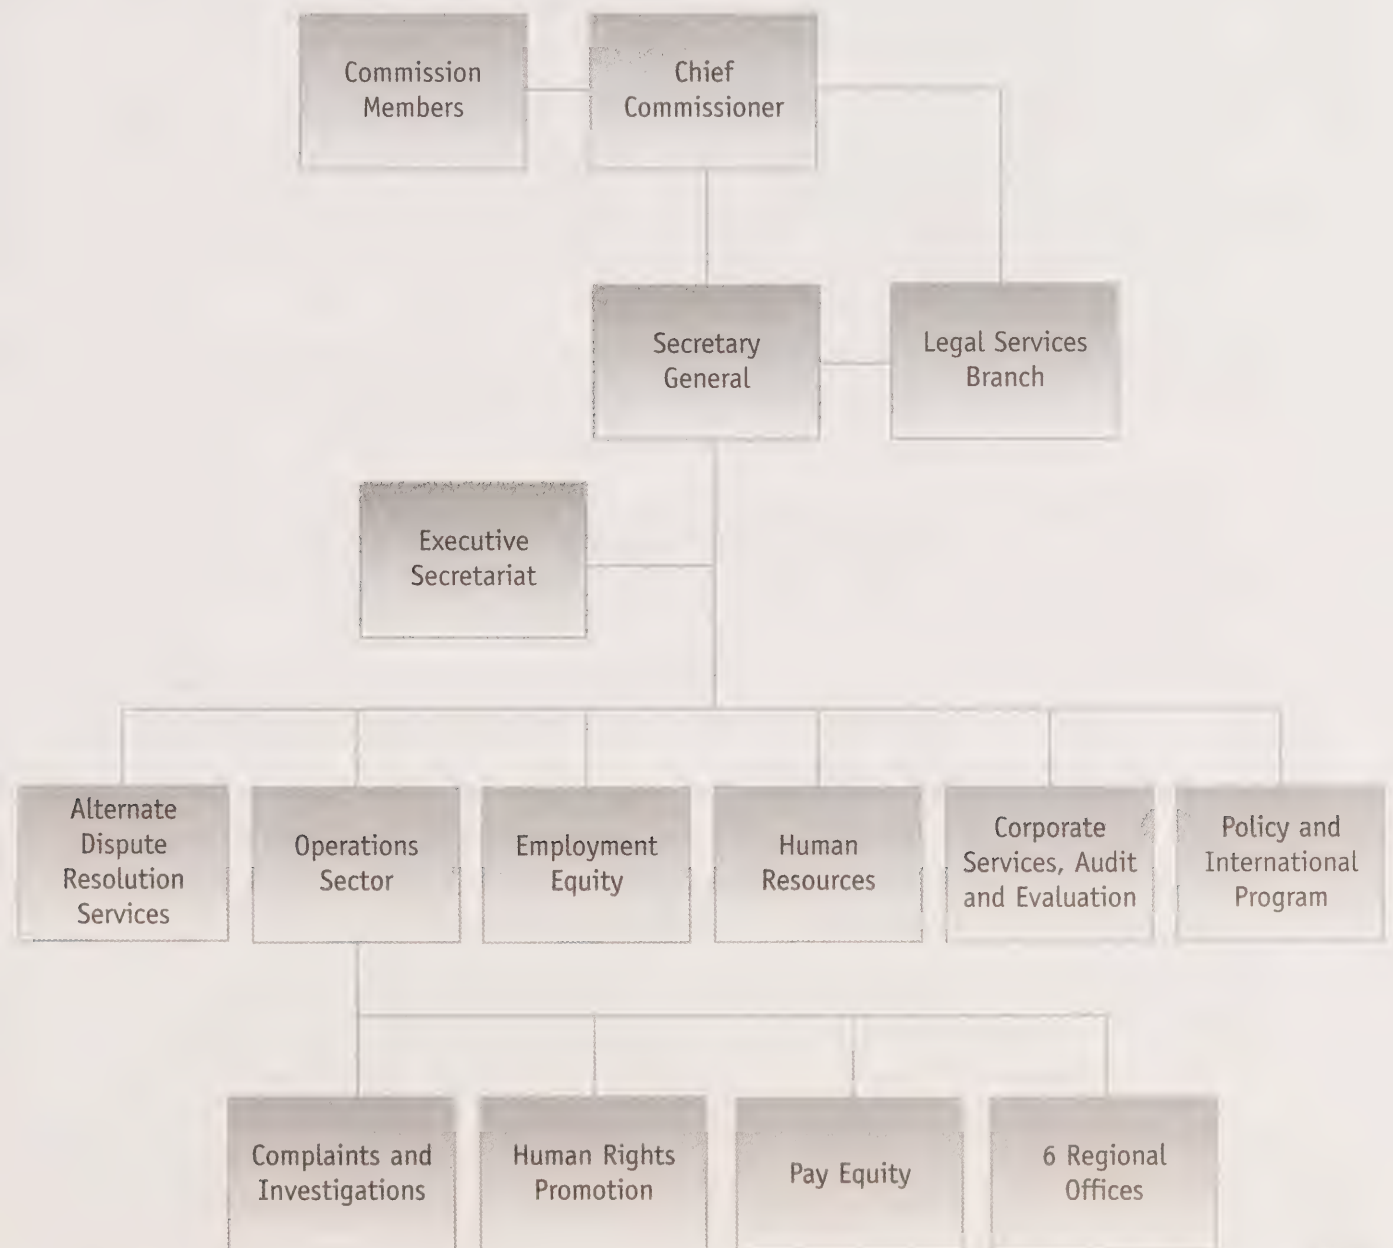 Commission
Members
Chief
Commissioner
Secretary
General
Legal Services
Branch
Executive
Secretariat
Alternate
Dispute
Resolution
Services
Operations
Sector
Employment
Equity
Human
Resources
Corporate
Services, Audit
and Evaluation
Policy and
International
Program
Complaints and
Investigations
Human Rights
Promotion
Pay Equity
6 Regional
Offices